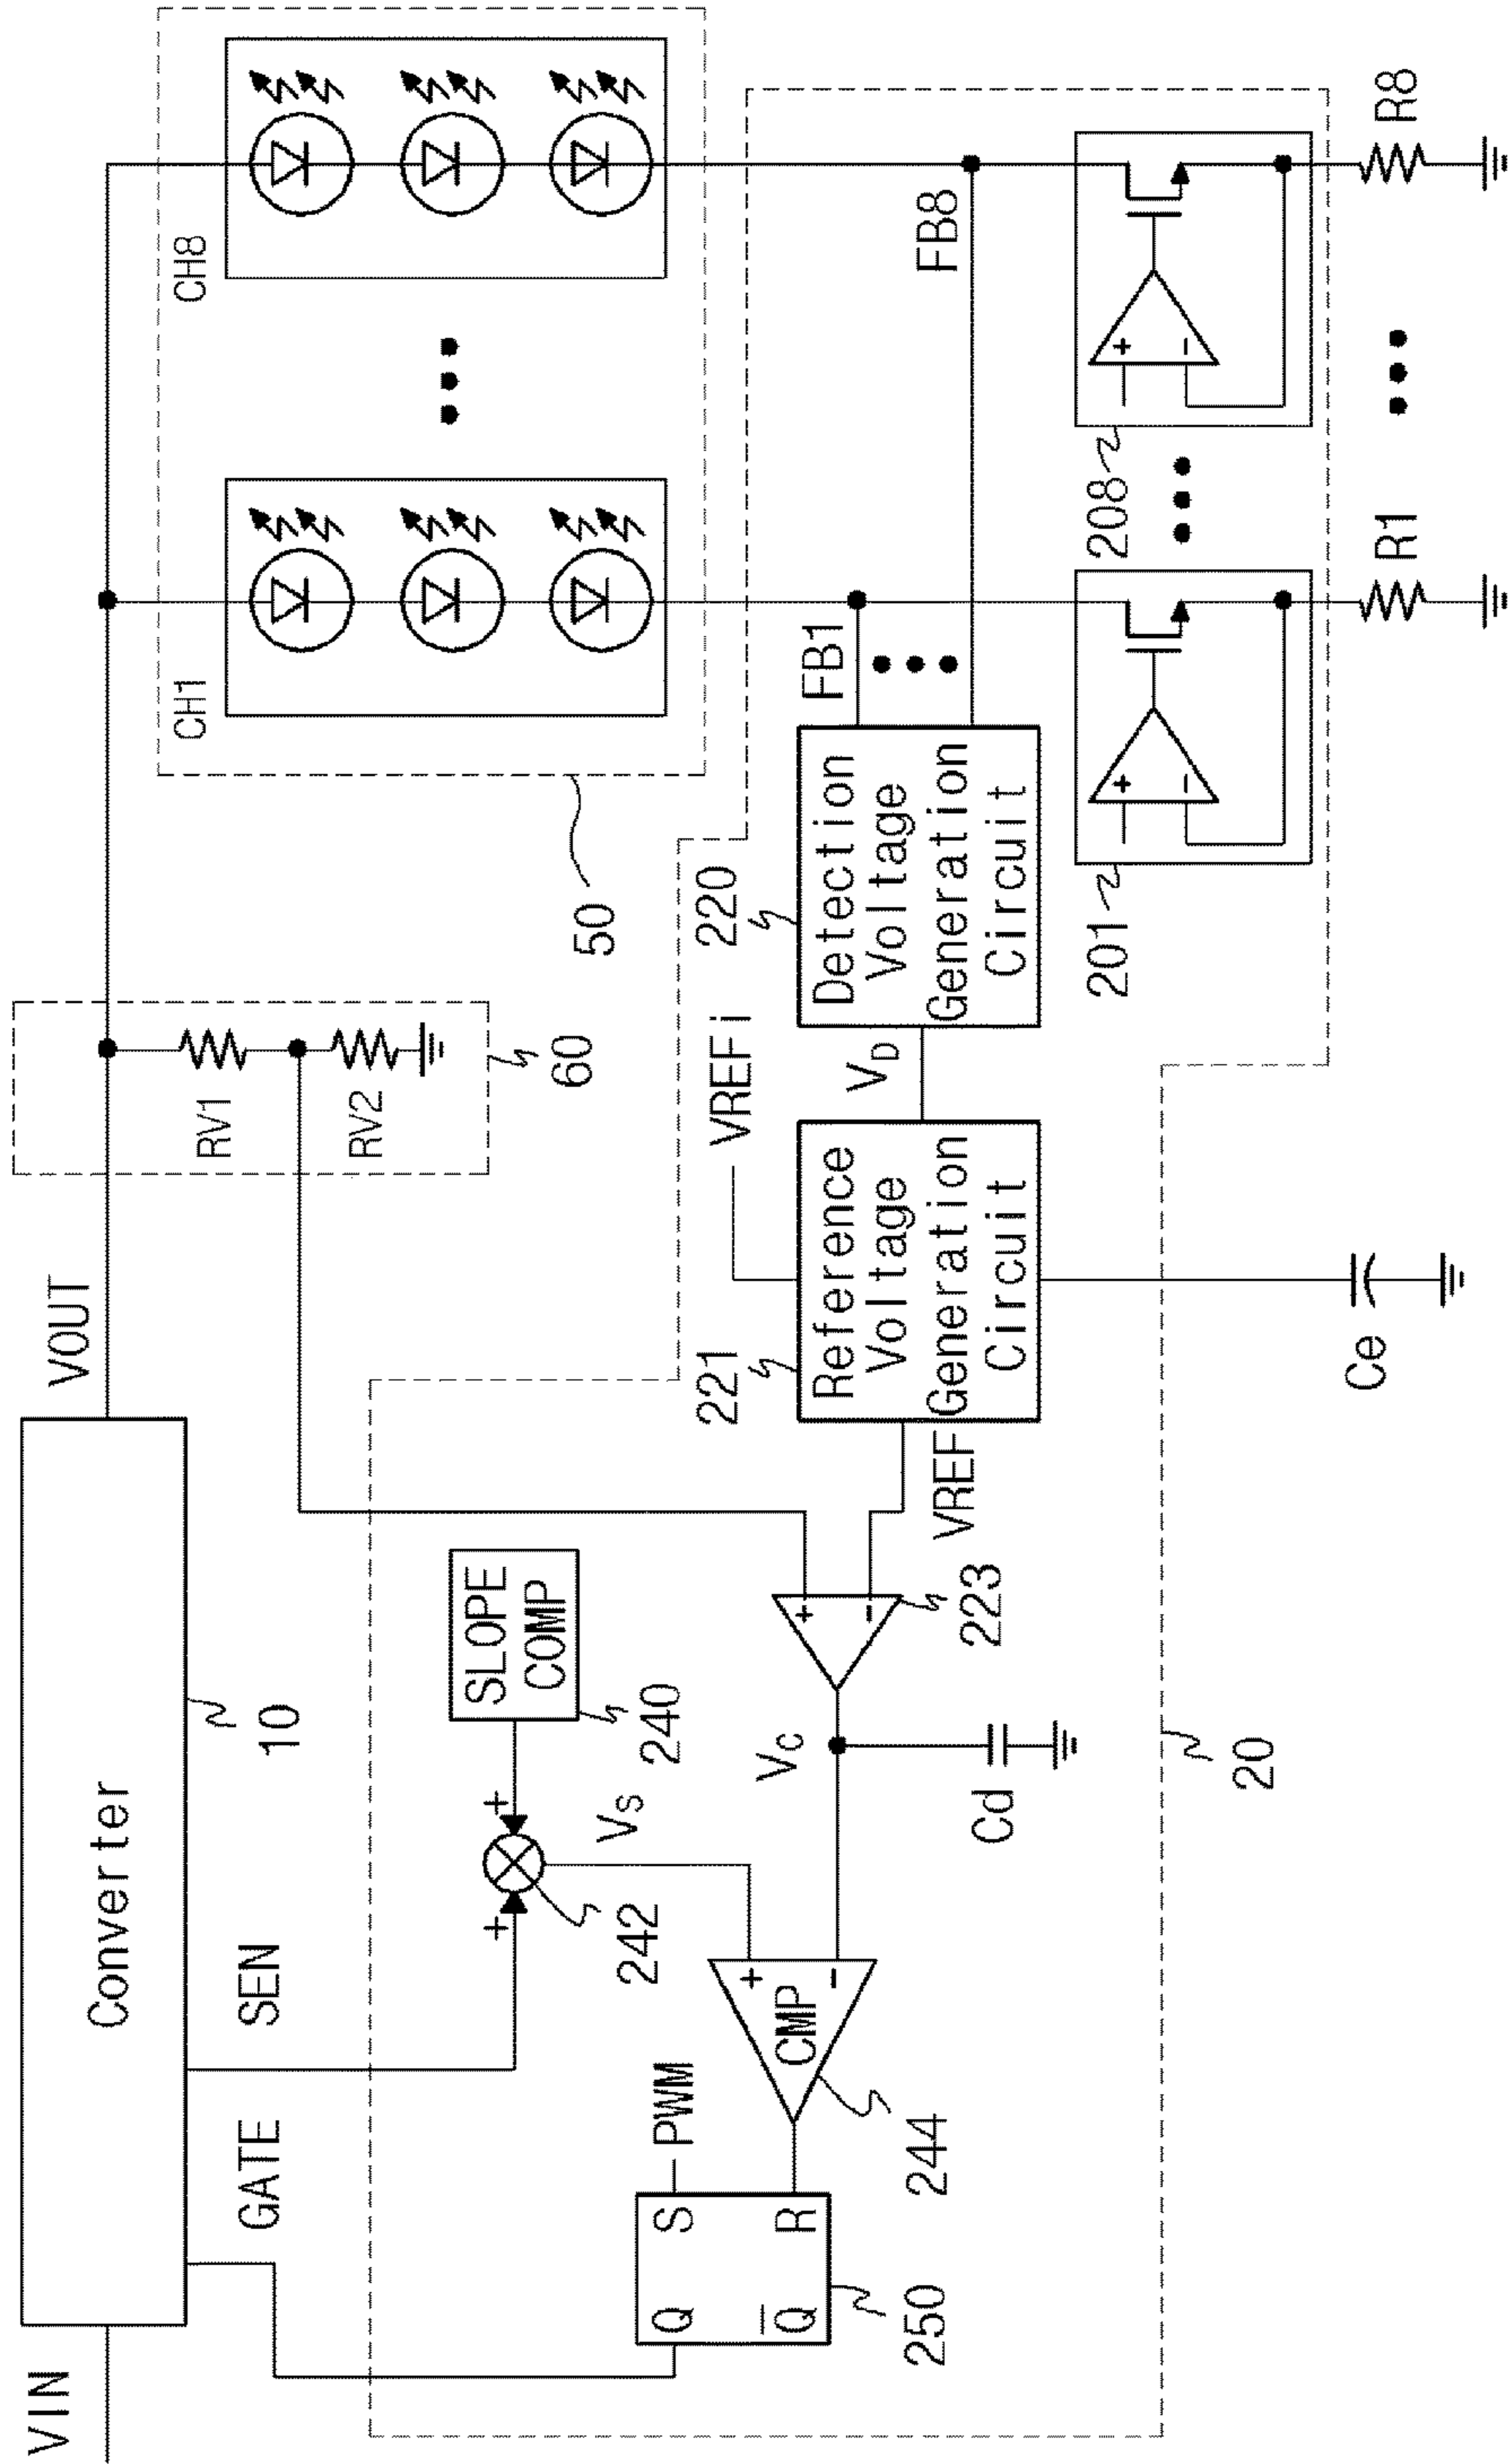 VIN
Converter
10
VOUT
GATE
SEN
RV1
RV2
60
CH1
CH8
50
SLOPE
COMP
240
+
+
242
VS
PWM
Q
S
Q̅
R
250
CMP
+
−
244
VC
Cd
+
−
223
VREF
VREFi
221
Reference
Voltage
Generation
Circuit
Ce
VD
220
Detection
Voltage
Generation
Circuit
FB1
FB8
201
+
−
208
+
−
R1
R8
20